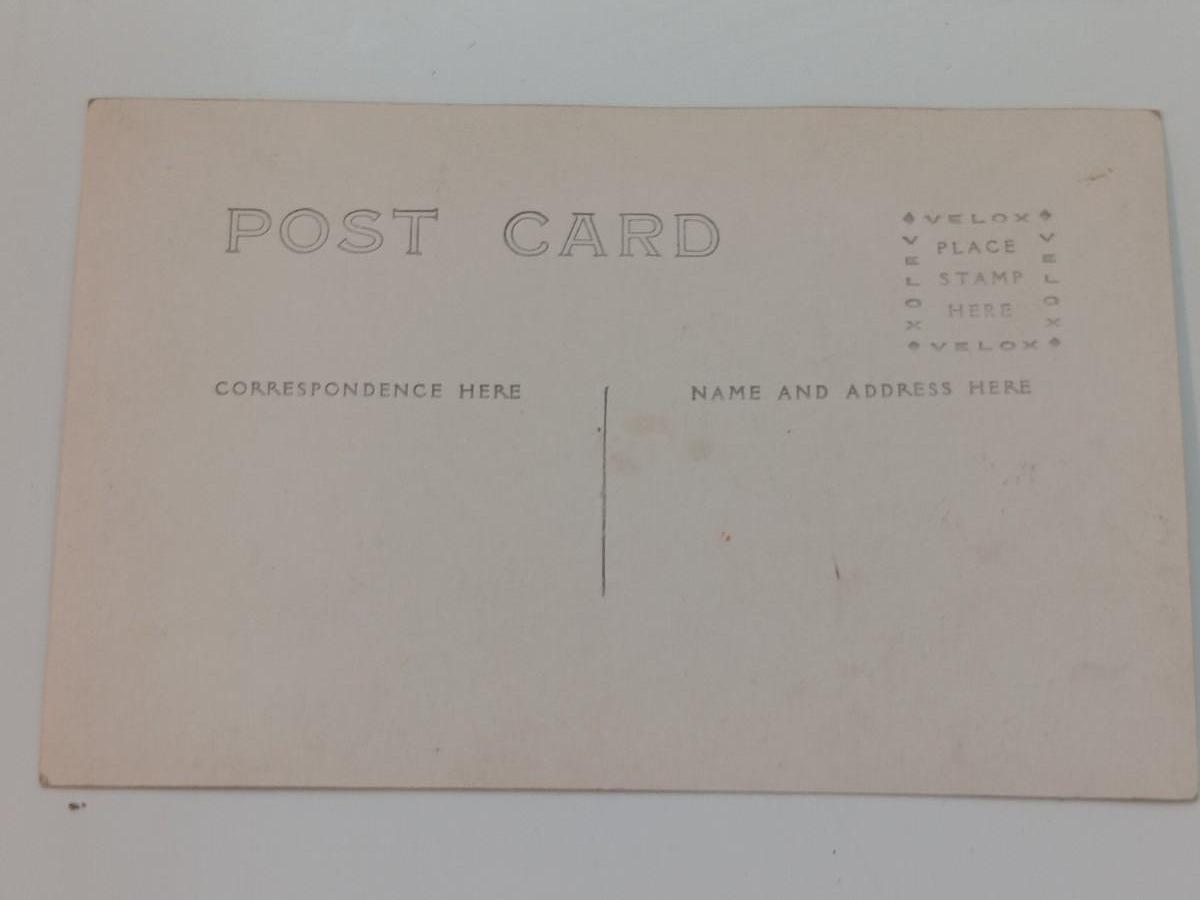 POST CARD
VELOX
VELOX
PLACE
STAMP
HERE
VELOX
VELOX
CORRESPONDENCE HERE
NAME AND ADDRESS HERE